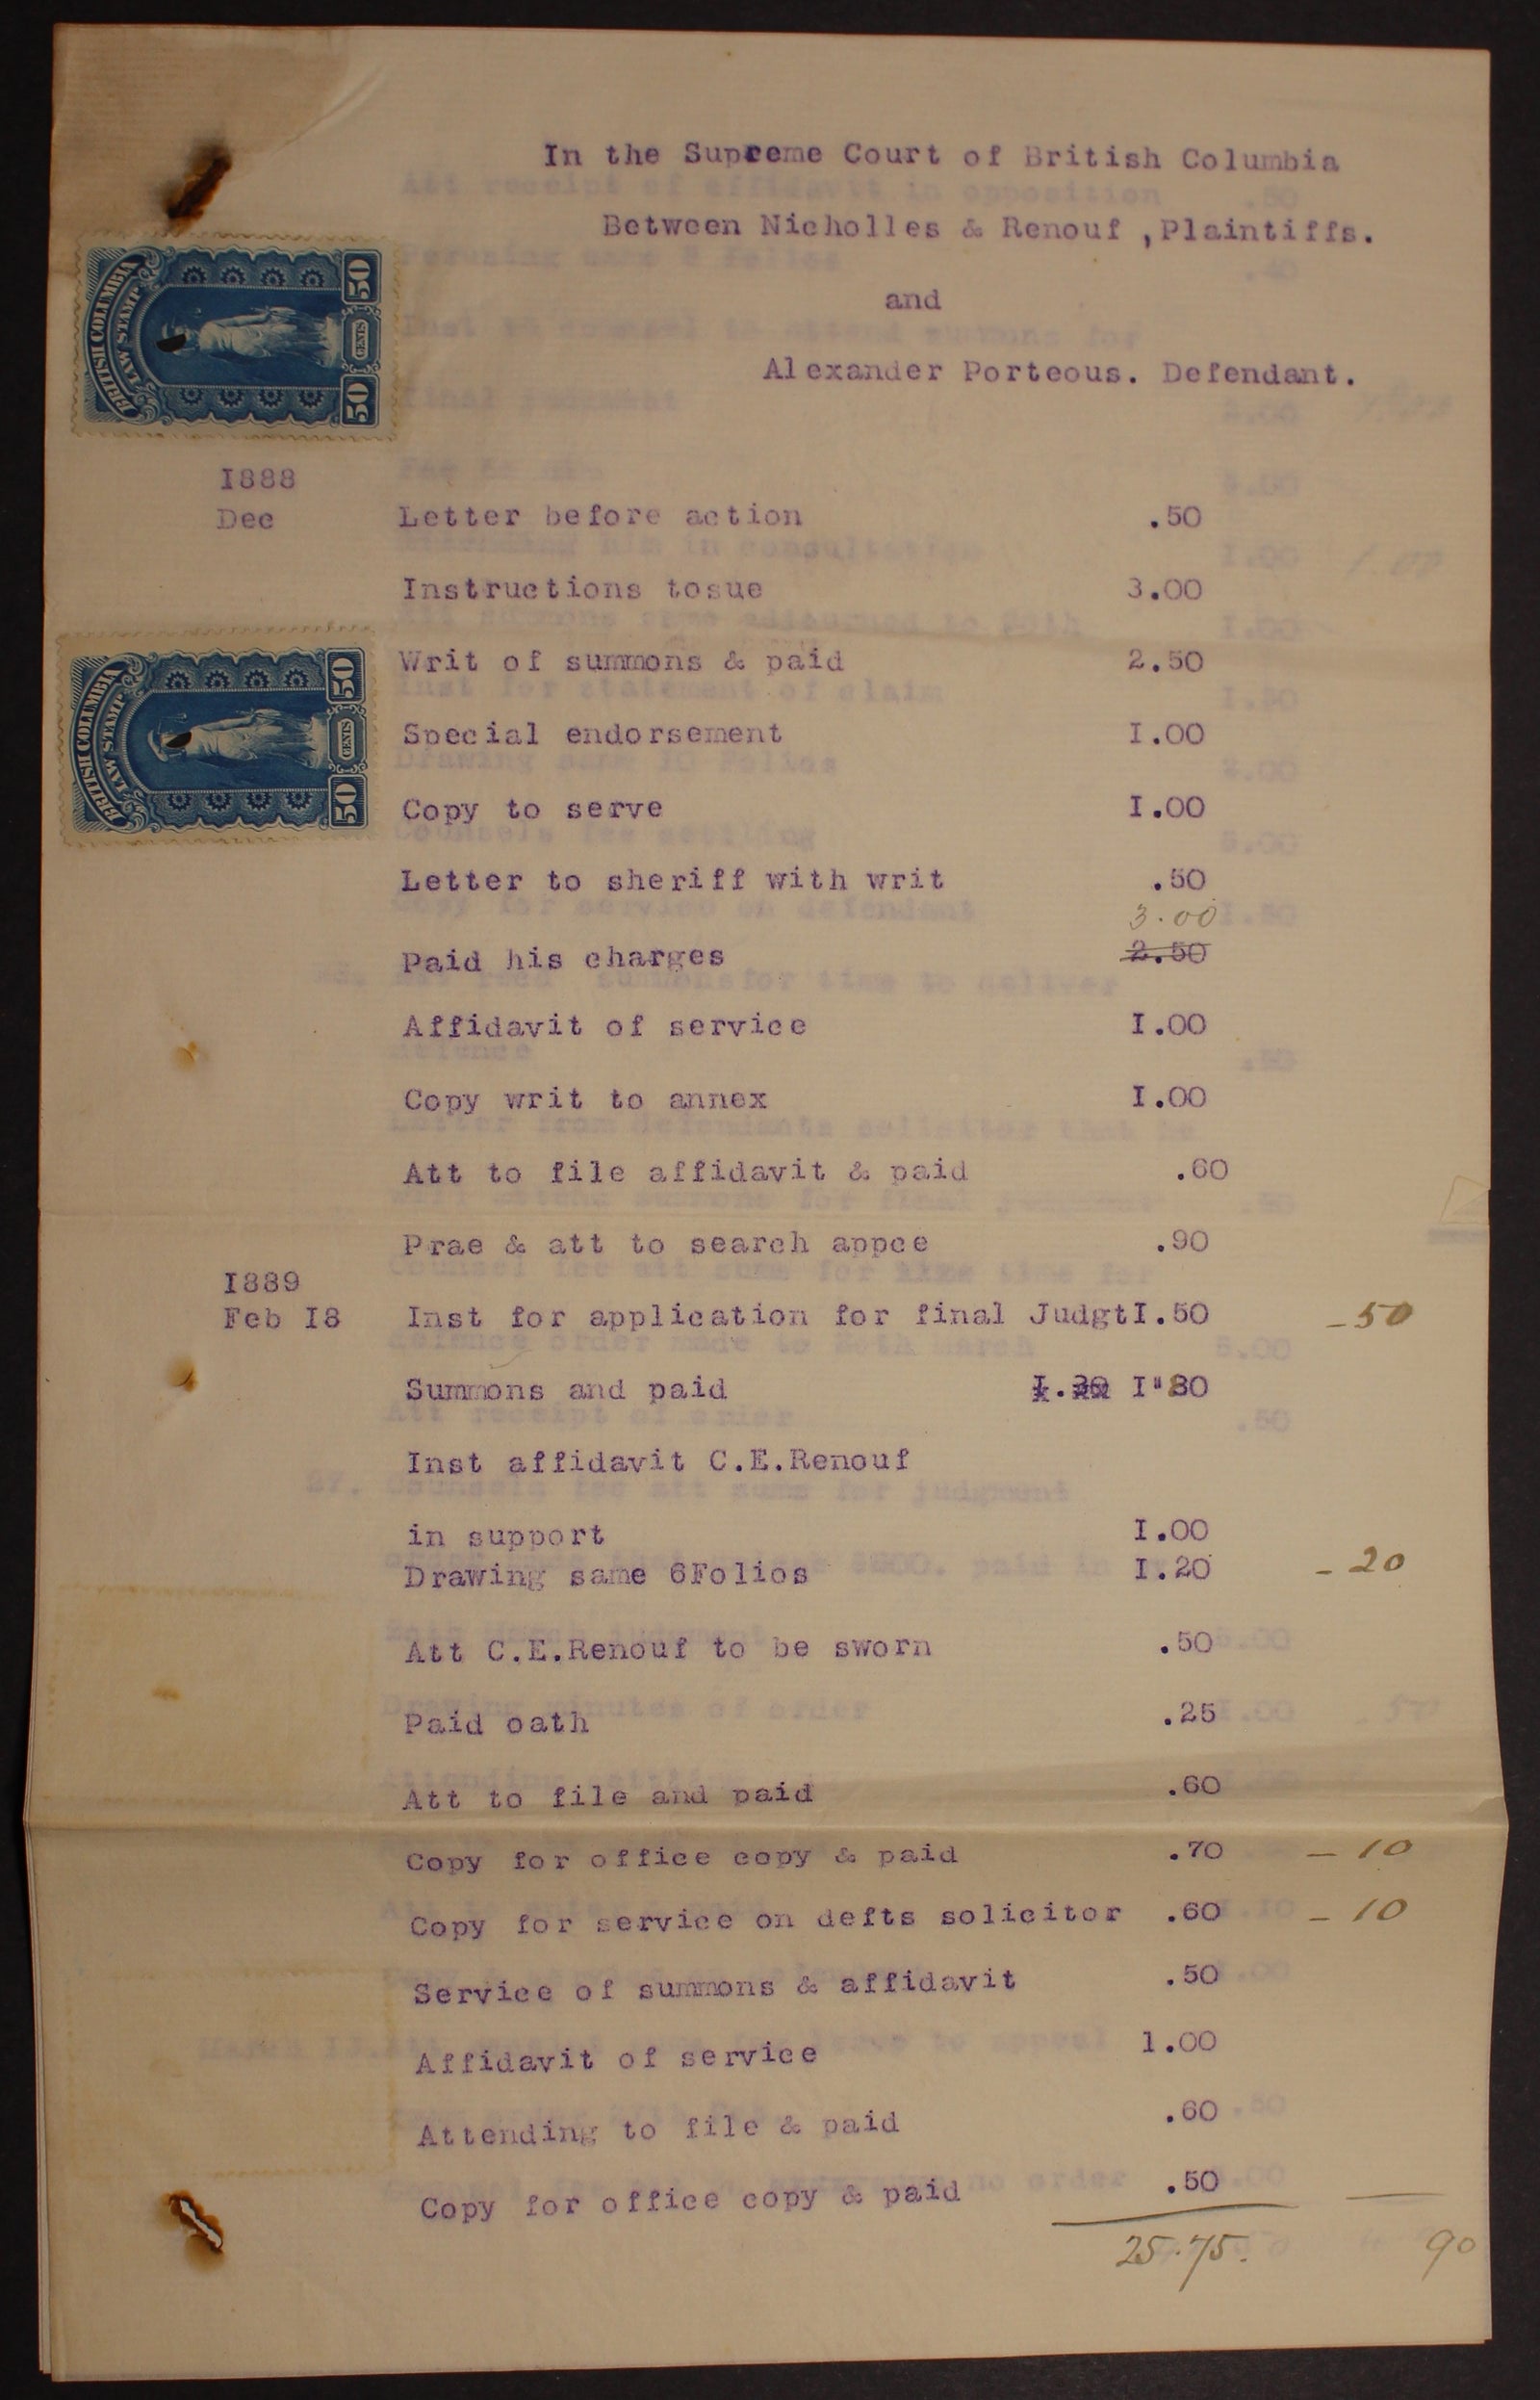 In the Supreme Court of British Columbia
Between Nicholles & Renouf ,Plaintiffs.
and
Alexander Porteous. Defendant.
BRITISH COLUMBIA
LAW STAMP
50 CENTS 50
I888
Dec Letter before action .50
Instructions tosue 3.00
BRITISH COLUMBIA
LAW STAMP
50 CENTS 50
Writ of summons & paid 2.50
Special endorsement I.00
Copy to serve I.00
Letter to sheriff with writ .50
3.00
Paid his charges 2.50
Affidavit of service I.00
Copy writ to annex I.00
Att to file affidavit & paid .60
Prae & att to search appce .90
I889
Feb I8 Inst for application for final JudgtI.50 - 50
Summons and paid I"80
Inst affidavit C.E.Renouf
in support I.00
Drawing same 6Folios I.20 - 20
Att C.E.Renouf to be sworn .50
Paid oath .25
Att to file and paid .60
Copy for office copy & paid .70 - 10
Copy for service on defts solicitor .60 - 10
Service of summons & affidavit .50
Affidavit of service 1.00
Attending to file & paid .60
Copy for office copy & paid .50
25.75. 90